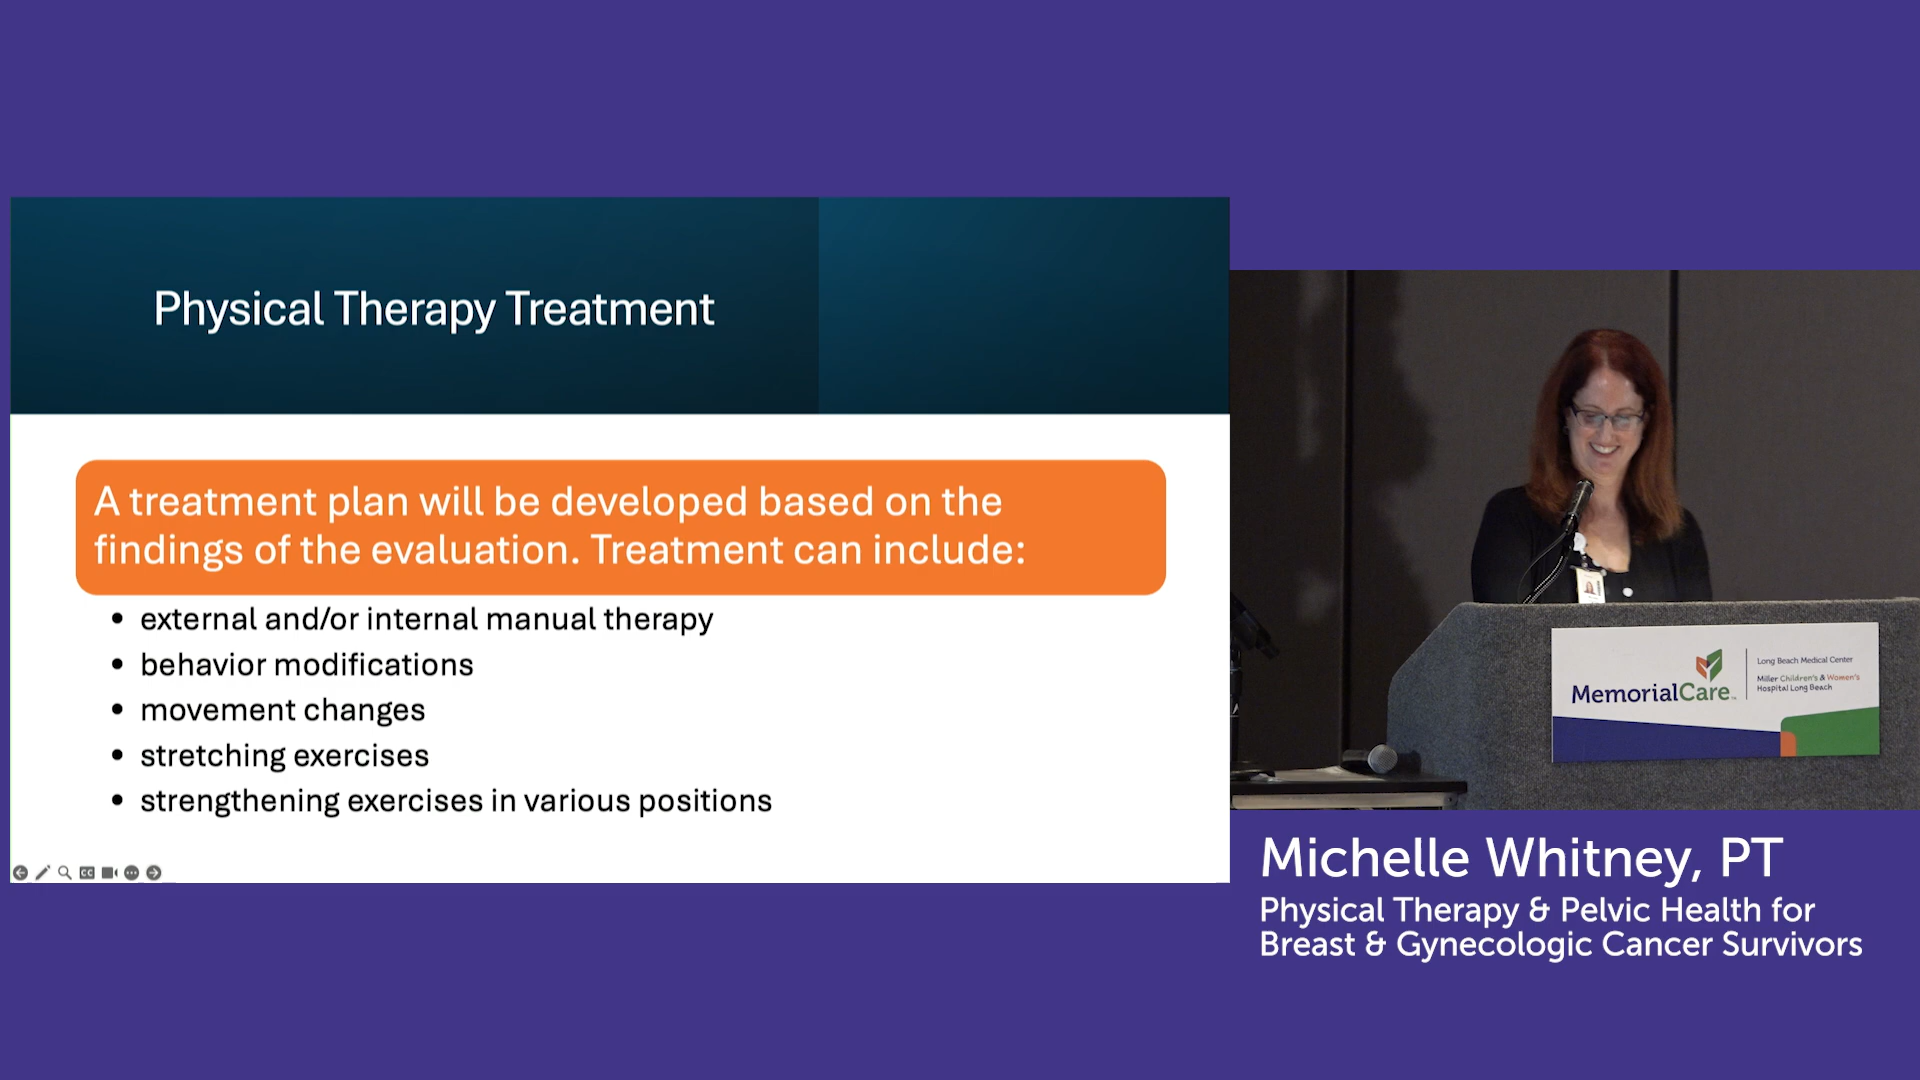 Physical Therapy Treatment
A treatment plan will be developed based on the
findings of the evaluation. Treatment can include:
• external and/or internal manual therapy
• behavior modifications
• movement changes
• stretching exercises
• strengthening exercises in various positions
CC
MemorialCare™
Long Beach Medical Center
Miller Children's & Women's
Hospital Long Beach
Michelle Whitney, PT
Physical Therapy & Pelvic Health for
Breast & Gynecologic Cancer Survivors